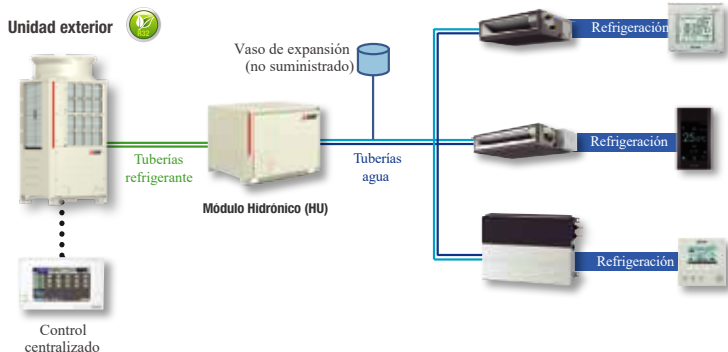 Unidad exterior
R32
Vaso de expansión
(no suministrado)
Refrigeración
Tuberías
refrigerante
Tuberías
agua
Refrigeración
Módulo Hidrónico (HU)
Refrigeración
Control
centralizado